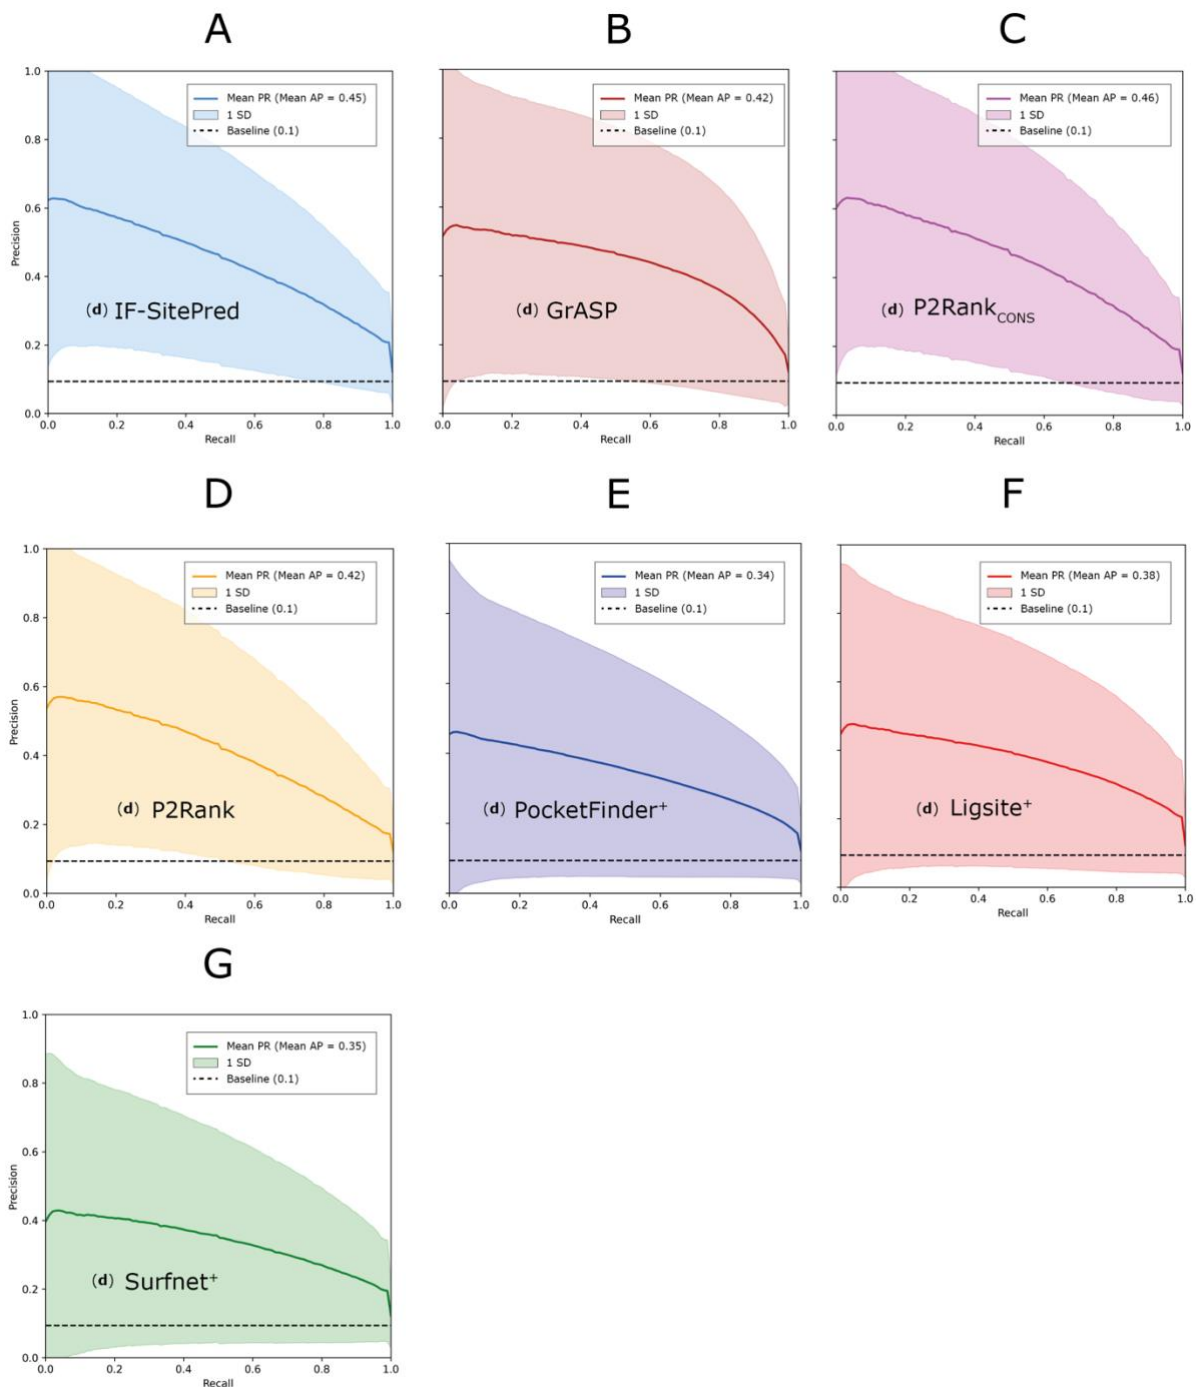 A
B
C
1.0
0.8
0.6
0.4
0.2
0.0
Precision
Mean PR (Mean AP = 0.45)
1 SD
Baseline (0.1)
(d) IF-SitePred
0.0 0.2 0.4 0.6 0.8 1.0
Recall
Mean PR (Mean AP = 0.42)
1 SD
Baseline (0.1)
(d) GrASP
0.0 0.2 0.4 0.6 0.8 1.0
Recall
Mean PR (Mean AP = 0.46)
1 SD
Baseline (0.1)
(d) P2RankCONS
0.0 0.2 0.4 0.6 0.8 1.0
Recall
D
E
F
1.0
0.8
0.6
0.4
0.2
0.0
Precision
Mean PR (Mean AP = 0.42)
1 SD
Baseline (0.1)
(d) P2Rank
0.0 0.2 0.4 0.6 0.8 1.0
Recall
Mean PR (Mean AP = 0.34)
1 SD
Baseline (0.1)
(d) PocketFinder+
0.0 0.2 0.4 0.6 0.8 1.0
Recall
Mean PR (Mean AP = 0.38)
1 SD
Baseline (0.1)
(d) Ligsite+
0.0 0.2 0.4 0.6 0.8 1.0
Recall
G
1.0
0.8
0.6
0.4
0.2
0.0
Precision
Mean PR (Mean AP = 0.35)
1 SD
Baseline (0.1)
(d) Surfnet+
0.0 0.2 0.4 0.6 0.8 1.0
Recall